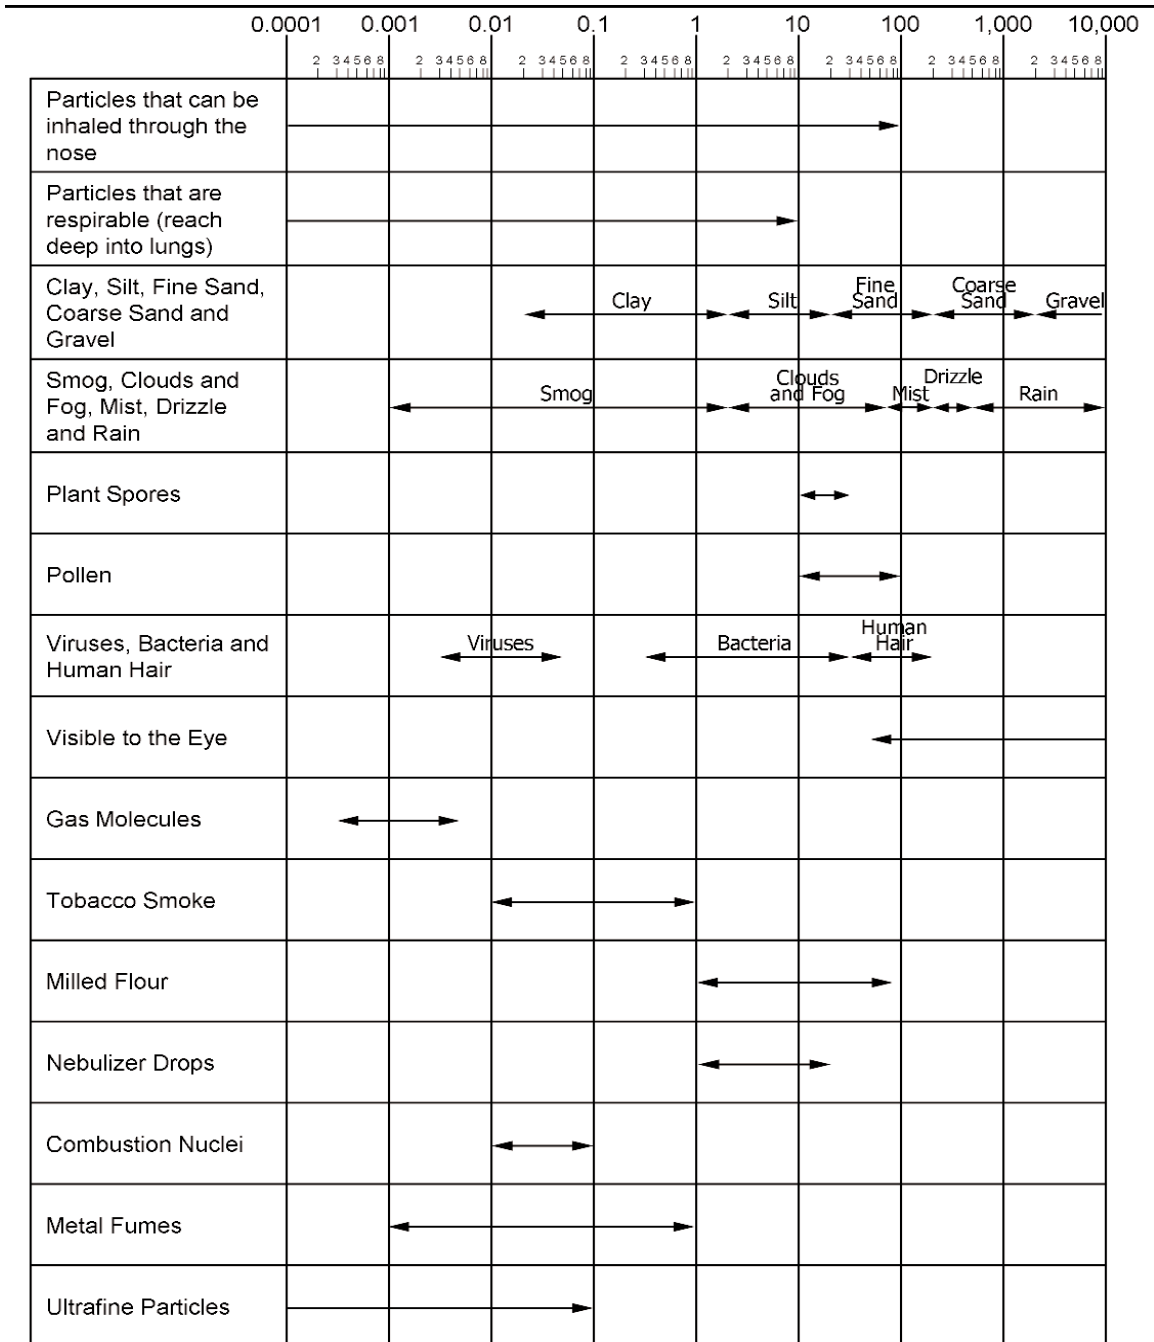 0.0001 0.001 0.01 0.1 1 10 100 1,000 10,000
2 3 4 5 6 8 2 3 4 5 6 8 2 3 4 5 6 8 2 3 4 5 6 8 2 3 4 5 6 8 2 3 4 5 6 8 2 3 4 5 6 8 2 3 4 5 6 8
Particles that can be
inhaled through the
nose
Particles that are
respirable (reach
deep into lungs)
Clay, Silt, Fine Sand,
Coarse Sand and
Gravel
Clay
Silt
Fine
Sand
Coarse
Sand
Gravel
Smog, Clouds and
Fog, Mist, Drizzle
and Rain
Smog
Clouds
and Fog
Mist
Drizzle
Rain
Plant Spores
Pollen
Viruses, Bacteria and
Human Hair
Viruses
Bacteria
Human
Hair
Visible to the Eye
Gas Molecules
Tobacco Smoke
Milled Flour
Nebulizer Drops
Combustion Nuclei
Metal Fumes
Ultrafine Particles